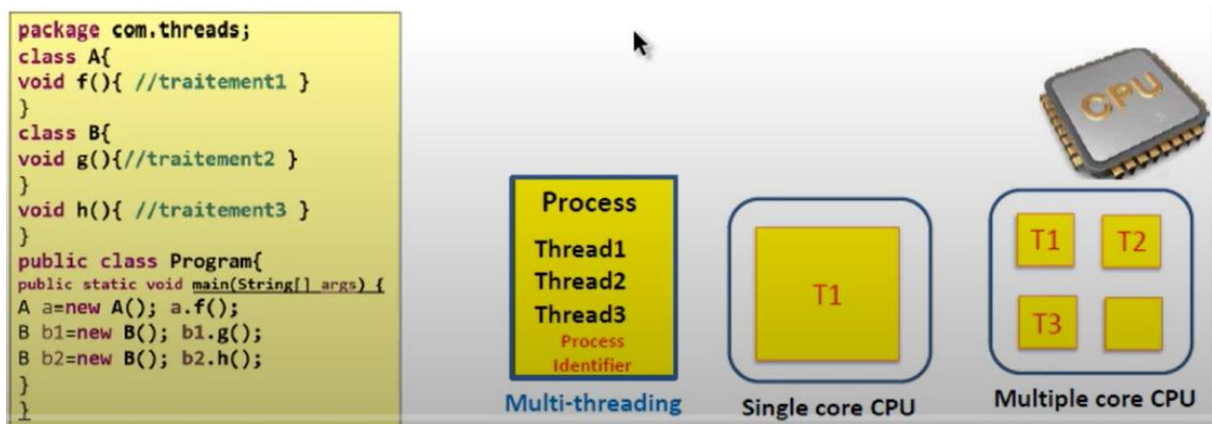 package com.threads;
class A{
void f(){ //traitement1 }
}
class B{
void g(){//traitement2 }
}
void h(){ //traitement3 }
}
public class Program{
public static void main(String[] args) {
A a=new A(); a.f();
B b1=new B(); b1.g();
B b2=new B(); b2.h();
}
}
Process
Thread1
Thread2
Thread3
Process
Identifier
Multi-threading
T1
Single core CPU
CPU
T1 T2
T3
Multiple core CPU